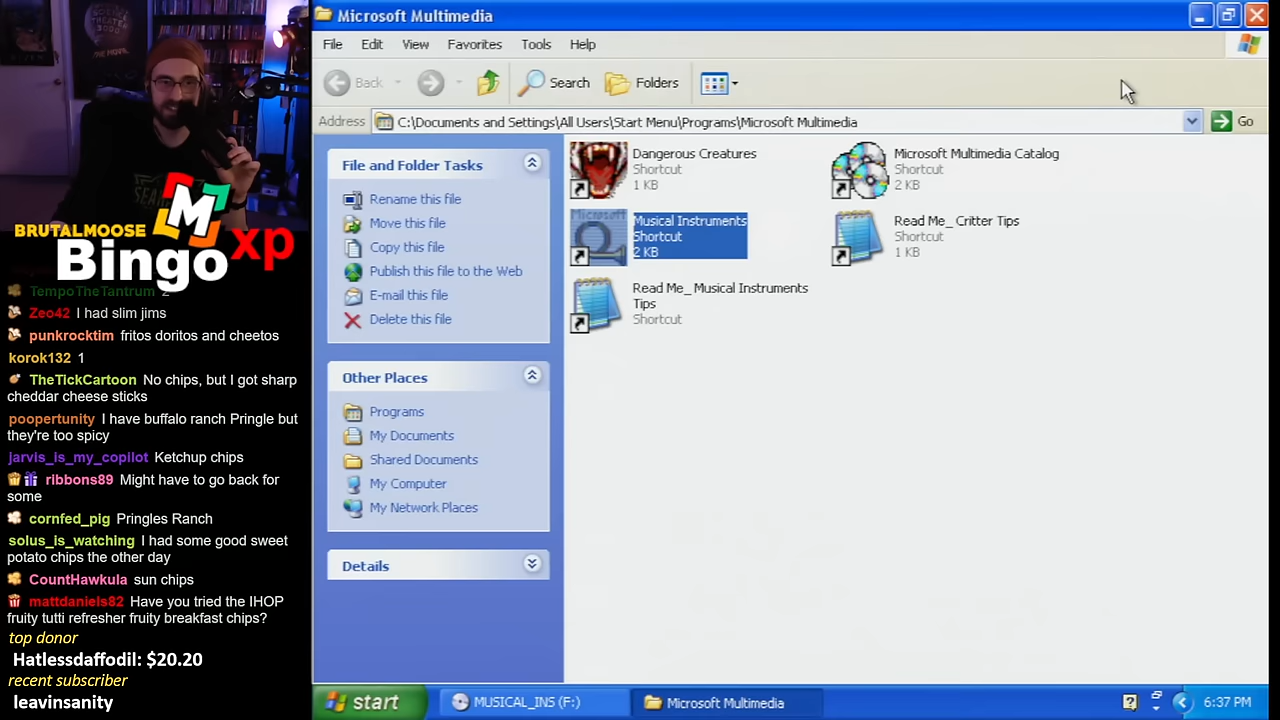 Microsoft Multimedia
File Edit View Favorites Tools Help
Back Search Folders
Address C:\Documents and Settings\All Users\Start Menu\Programs\Microsoft Multimedia Go
File and Folder Tasks
Rename this file
Move this file
Copy this file
Publish this file to the Web
E-mail this file
Delete this file
Other Places
Programs
My Documents
Shared Documents
My Computer
My Network Places
Details
Dangerous Creatures
Shortcut
1 KB
Microsoft Multimedia Catalog
Shortcut
2 KB
Microsoft
Musical Instruments
Shortcut
2 KB
Read Me_ Critter Tips
Shortcut
1 KB
Read Me_ Musical Instruments
Tips
Shortcut
start MUSICAL_INS (F:) Microsoft Multimedia 6:37 PM
M
BRUTALMOOSE
Bingo xp
TempoTheTantrum 2
Zeo42 I had slim jims
punkrocktim fritos doritos and cheetos
korok132 1
TheTickCartoon No chips, but I got sharp
cheddar cheese sticks
poopertunity I have buffalo ranch Pringle but
they're too spicy
jarvis_is_my_copilot Ketchup chips
ribbons89 Might have to go back for
some
cornfed_pig Pringles Ranch
solus_is_watching I had some good sweet
potato chips the other day
CountHawkula sun chips
mattdaniels82 Have you tried the IHOP
fruity tutti refresher fruity breakfast chips?
top donor
Hatlessdaffodil: $20.20
recent subscriber
leavinsanity